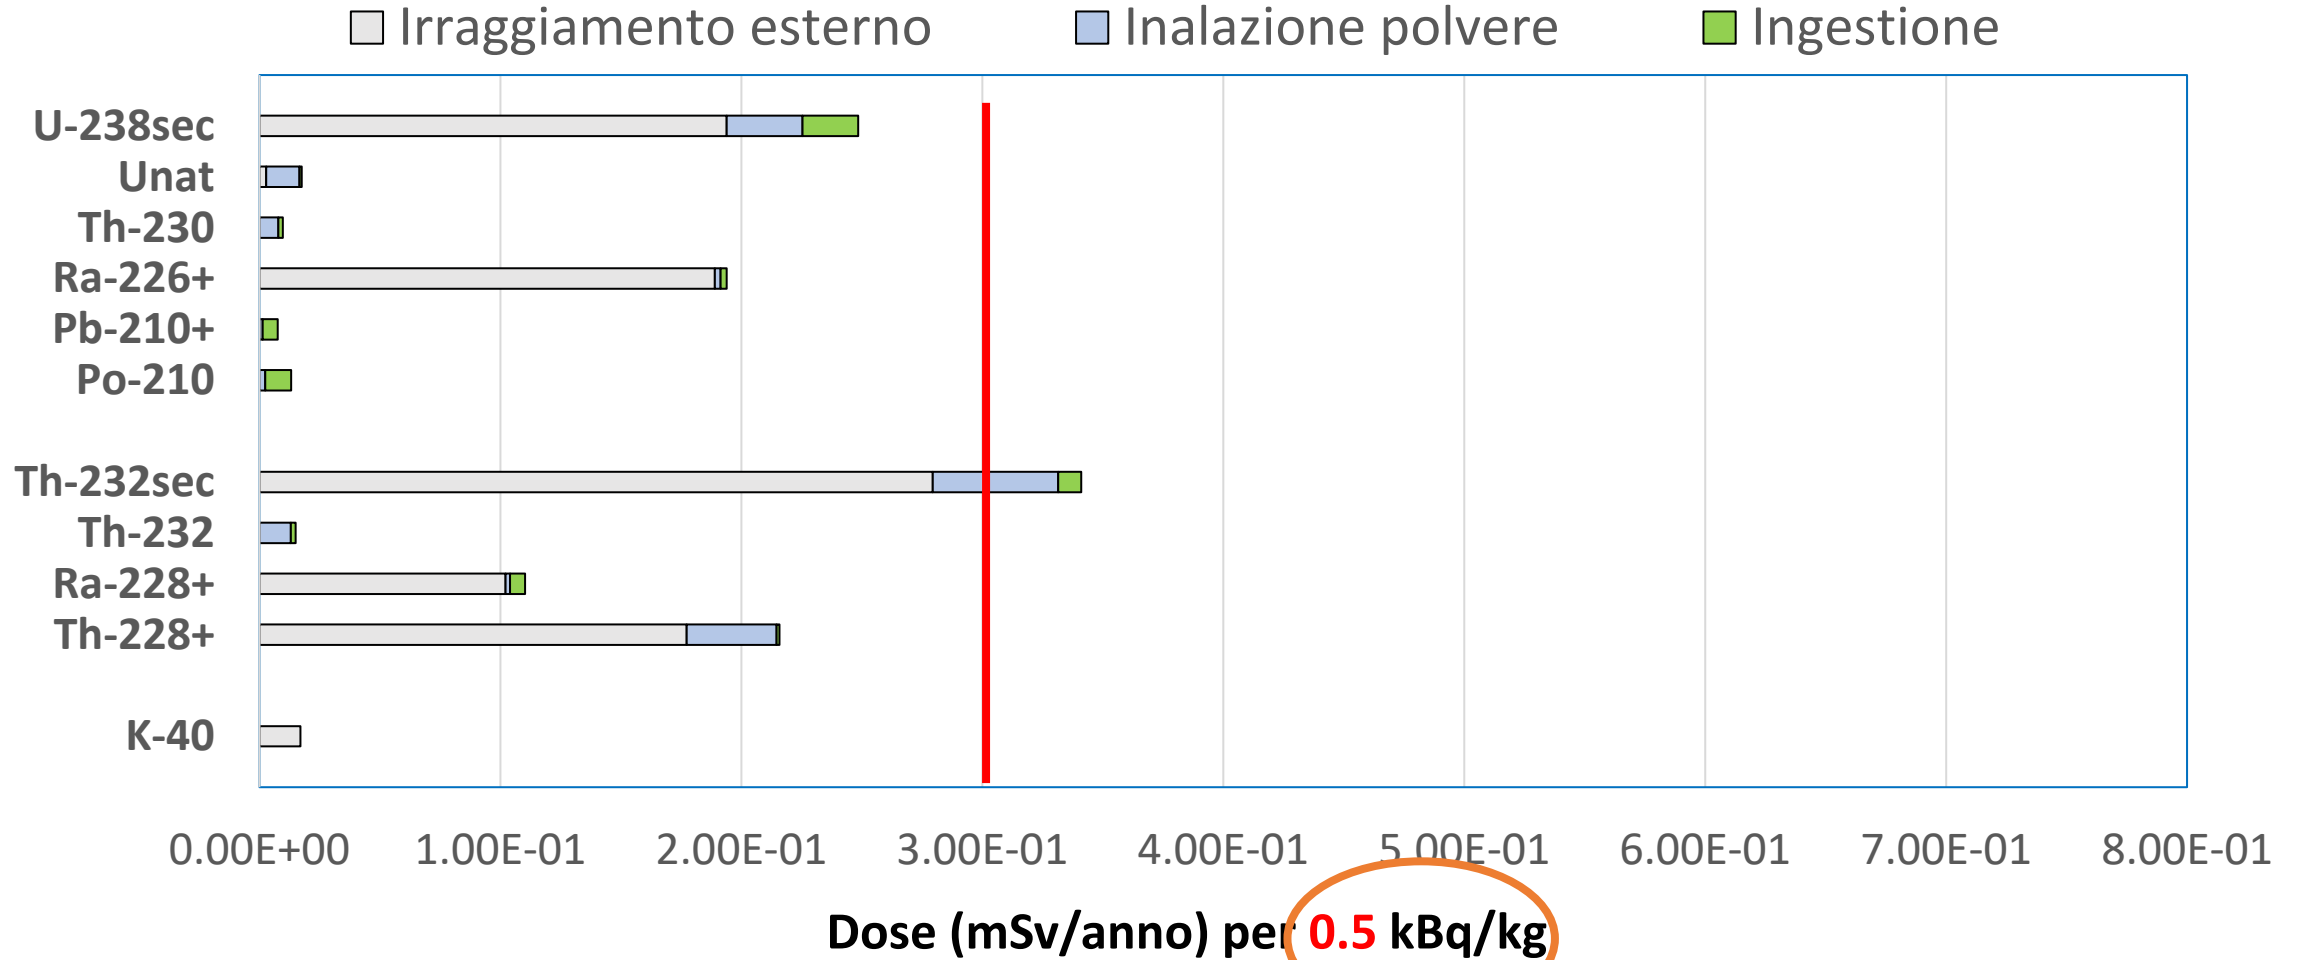 Irraggiamento esterno Inalazione polvere Ingestione
U-238sec
Unat
Th-230
Ra-226+
Pb-210+
Po-210
Th-232sec
Th-232
Ra-228+
Th-228+
K-40
0.00E+00 1.00E-01 2.00E-01 3.00E-01 4.00E-01 5.00E-01 6.00E-01 7.00E-01 8.00E-01
Dose (mSv/anno) per 0.5 kBq/kg